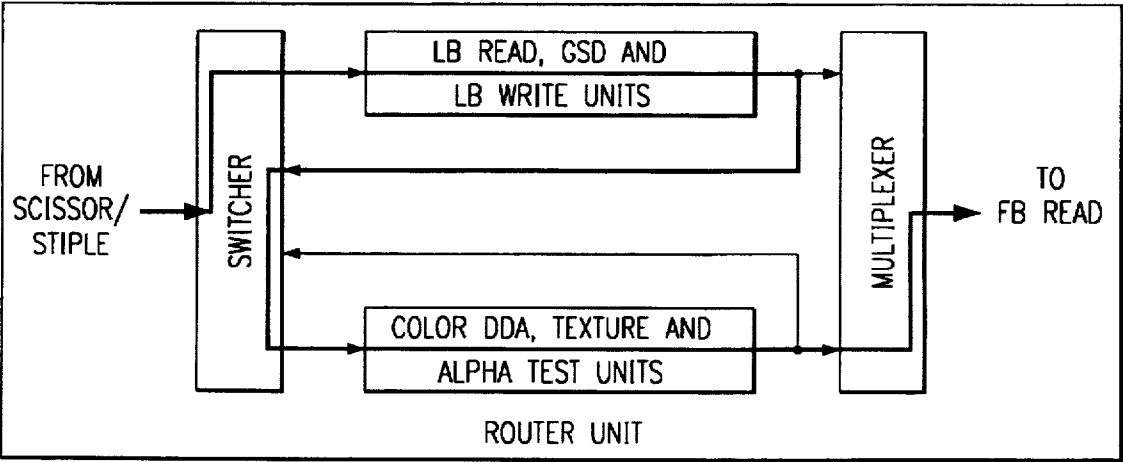 LB READ, GSD AND
LB WRITE UNITS
FROM
SCISSOR/
STIPLE
SWITCHER
MULTIPLEXER
TO
FB READ
COLOR DDA, TEXTURE AND
ALPHA TEST UNITS
ROUTER UNIT